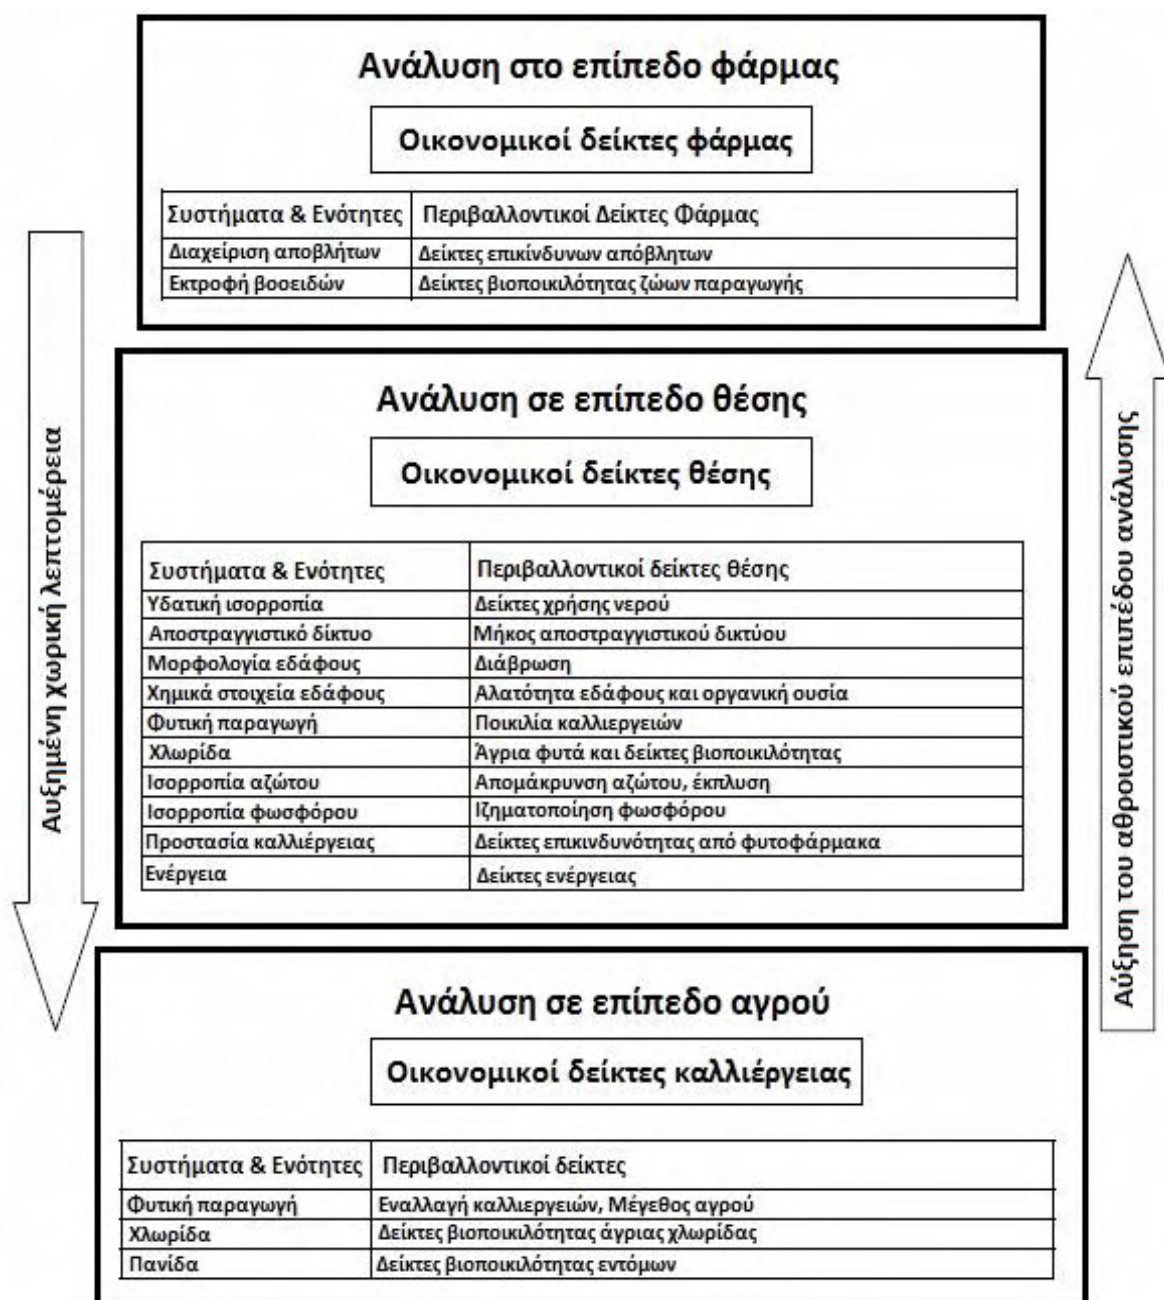 Ανάλυση στο επίπεδο φάρμας
Οικονομικοί δείκτες φάρμας
Συστήματα & Ενότητες Περιβαλλοντικοί Δείκτες Φάρμας
Διαχείριση αποβλήτων Δείκτες επικίνδυνων απόβλητων
Εκτροφή βοοειδών Δείκτες βιοποικιλότητας ζώων παραγωγής
Αυξημένη χωρική λεπτομέρεια
Ανάλυση σε επίπεδο θέσης
Οικονομικοί δείκτες θέσης
Συστήματα & Ενότητες Περιβαλλοντικοί δείκτες θέσης
Υδατική ισορροπία Δείκτες χρήσης νερού
Αποστραγγιστικό δίκτυο Μήκος αποστραγγιστικού δικτύου
Μορφολογία εδάφους Διάβρωση
Χημικά στοιχεία εδάφους Αλατότητα εδάφους και οργανική ουσία
Φυτική παραγωγή Ποικιλία καλλιεργειών
Χλωρίδα Άγρια φυτά και δείκτες βιοποικιλότητας
Ισορροπία αζώτου Απομάκρυνση αζώτου, έκπλυση
Ισορροπία φωσφόρου Ιζηματοποίηση φωσφόρου
Προστασία καλλιέργειας Δείκτες επικινδυνότητας από φυτοφάρμακα
Ενέργεια Δείκτες ενέργειας
Αύξηση του αθροιστικού επιπέδου ανάλυσης
Ανάλυση σε επίπεδο αγρού
Οικονομικοί δείκτες καλλιέργειας
Συστήματα & Ενότητες Περιβαλλοντικοί δείκτες
Φυτική παραγωγή Εναλλαγή καλλιεργειών, Μέγεθος αγρού
Χλωρίδα Δείκτες βιοποικιλότητας άγριας χλωρίδας
Πανίδα Δείκτες βιοποικιλότητας εντόμων